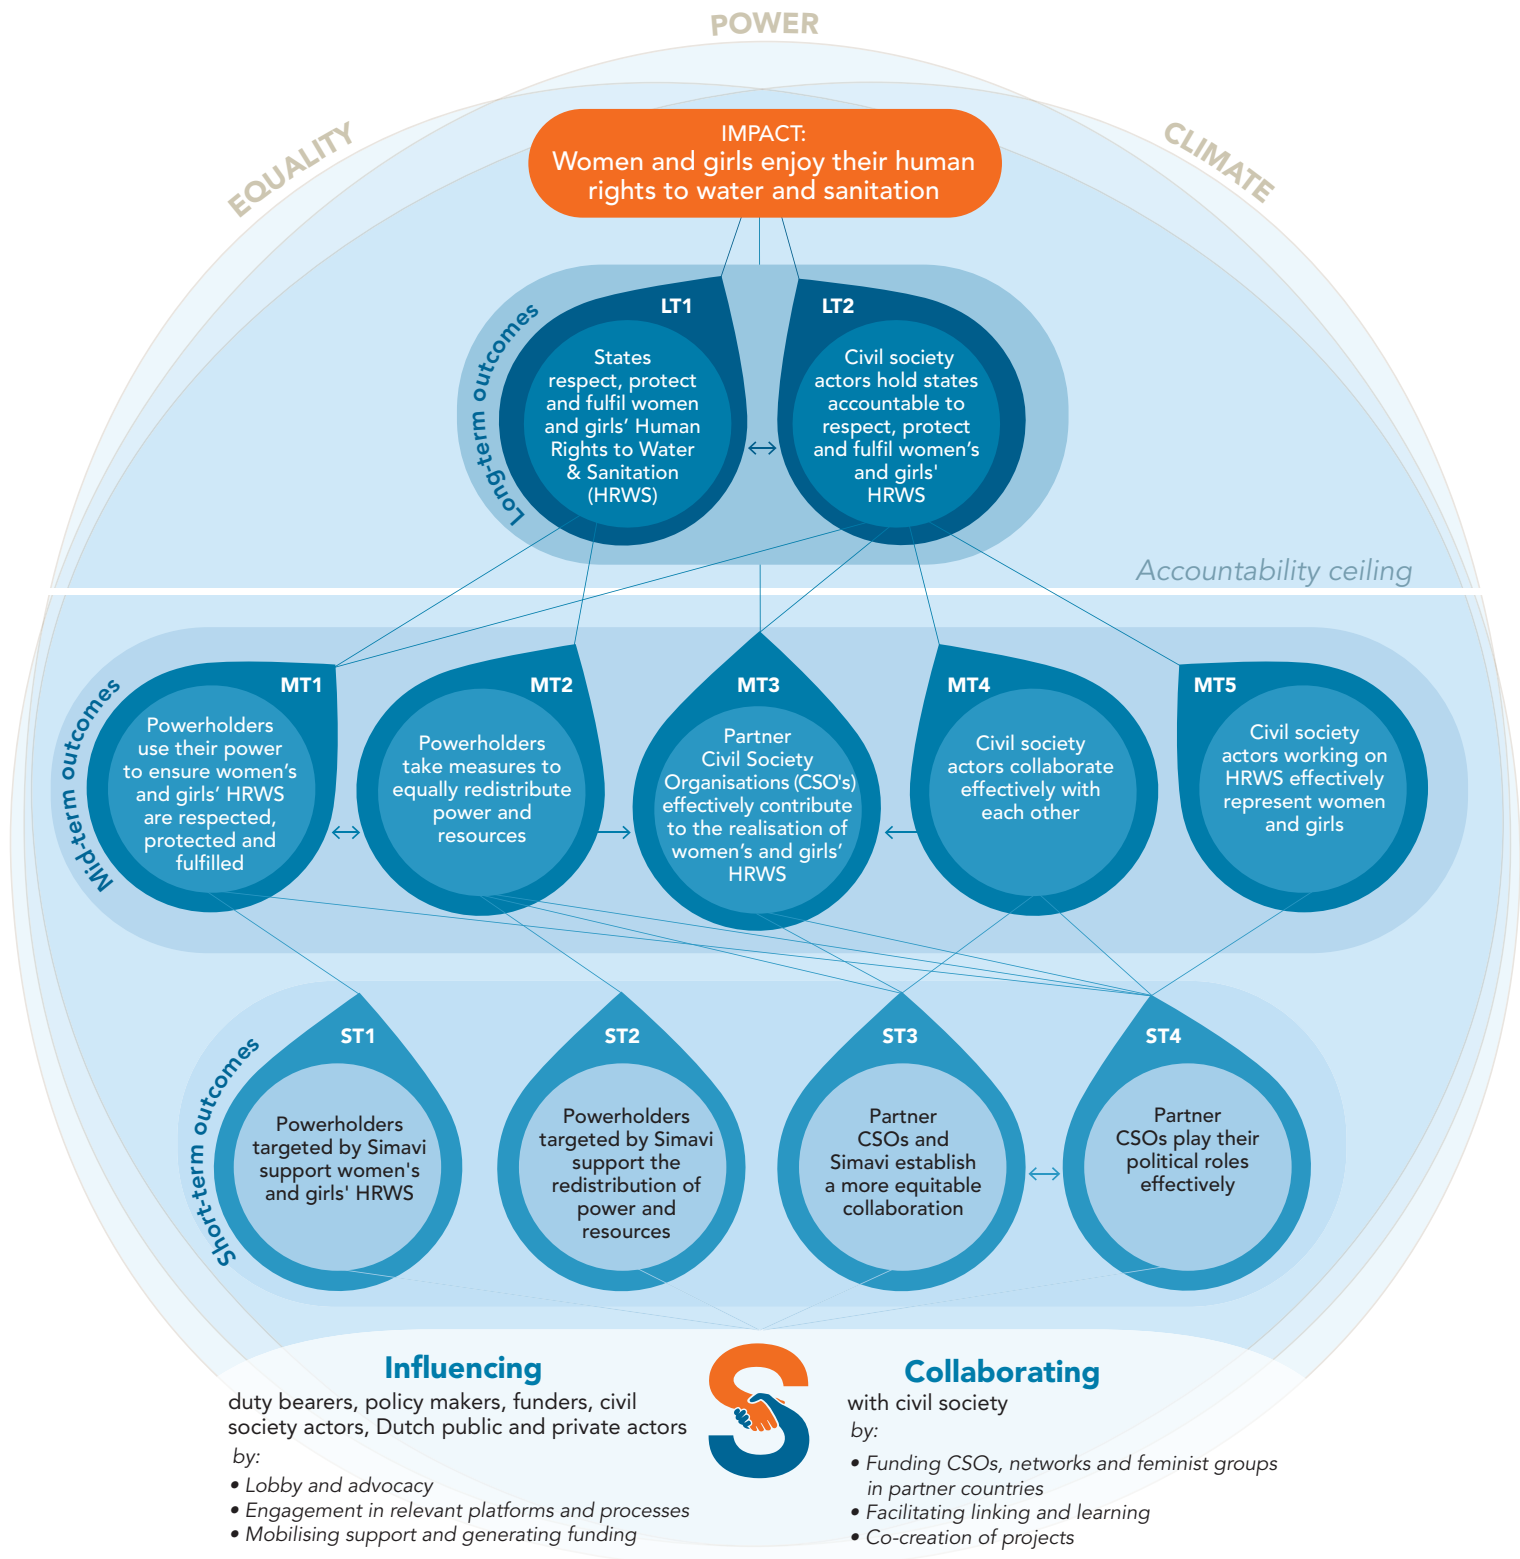 POWER
EQUALITY
CLIMATE
IMPACT:
Women and girls enjoy their human
rights to water and sanitation
Long-term outcomes
LT1
States
respect, protect
and fulfil women
and girls’ Human
Rights to Water
& Sanitation
(HRWS)
LT2
Civil society
actors hold states
accountable to
respect, protect
and fulfil women’s
and girls'
HRWS
Accountability ceiling
Mid-term outcomes
MT1
Powerholders
use their power
to ensure women’s
and girls’ HRWS
are respected,
protected and
fulfilled
MT2
Powerholders
take measures to
equally redistribute
power and
resources
MT3
Partner
Civil Society
Organisations (CSO's)
effectively contribute
to the realisation of
women’s and girls’
HRWS
MT4
Civil society
actors collaborate
effectively with
each other
MT5
Civil society
actors working on
HRWS effectively
represent women
and girls
Short-term outcomes
ST1
Powerholders
targeted by Simavi
support women's
and girls' HRWS
ST2
Powerholders
targeted by Simavi
support the
redistribution of
power and
resources
ST3
Partner
CSOs and
Simavi establish
a more equitable
collaboration
ST4
Partner
CSOs play their
political roles
effectively
Influencing
duty bearers, policy makers, funders, civil
society actors, Dutch public and private actors
by:
• Lobby and advocacy
• Engagement in relevant platforms and processes
• Mobilising support and generating funding
Collaborating
with civil society
by:
• Funding CSOs, networks and feminist groups
in partner countries
• Facilitating linking and learning
• Co-creation of projects